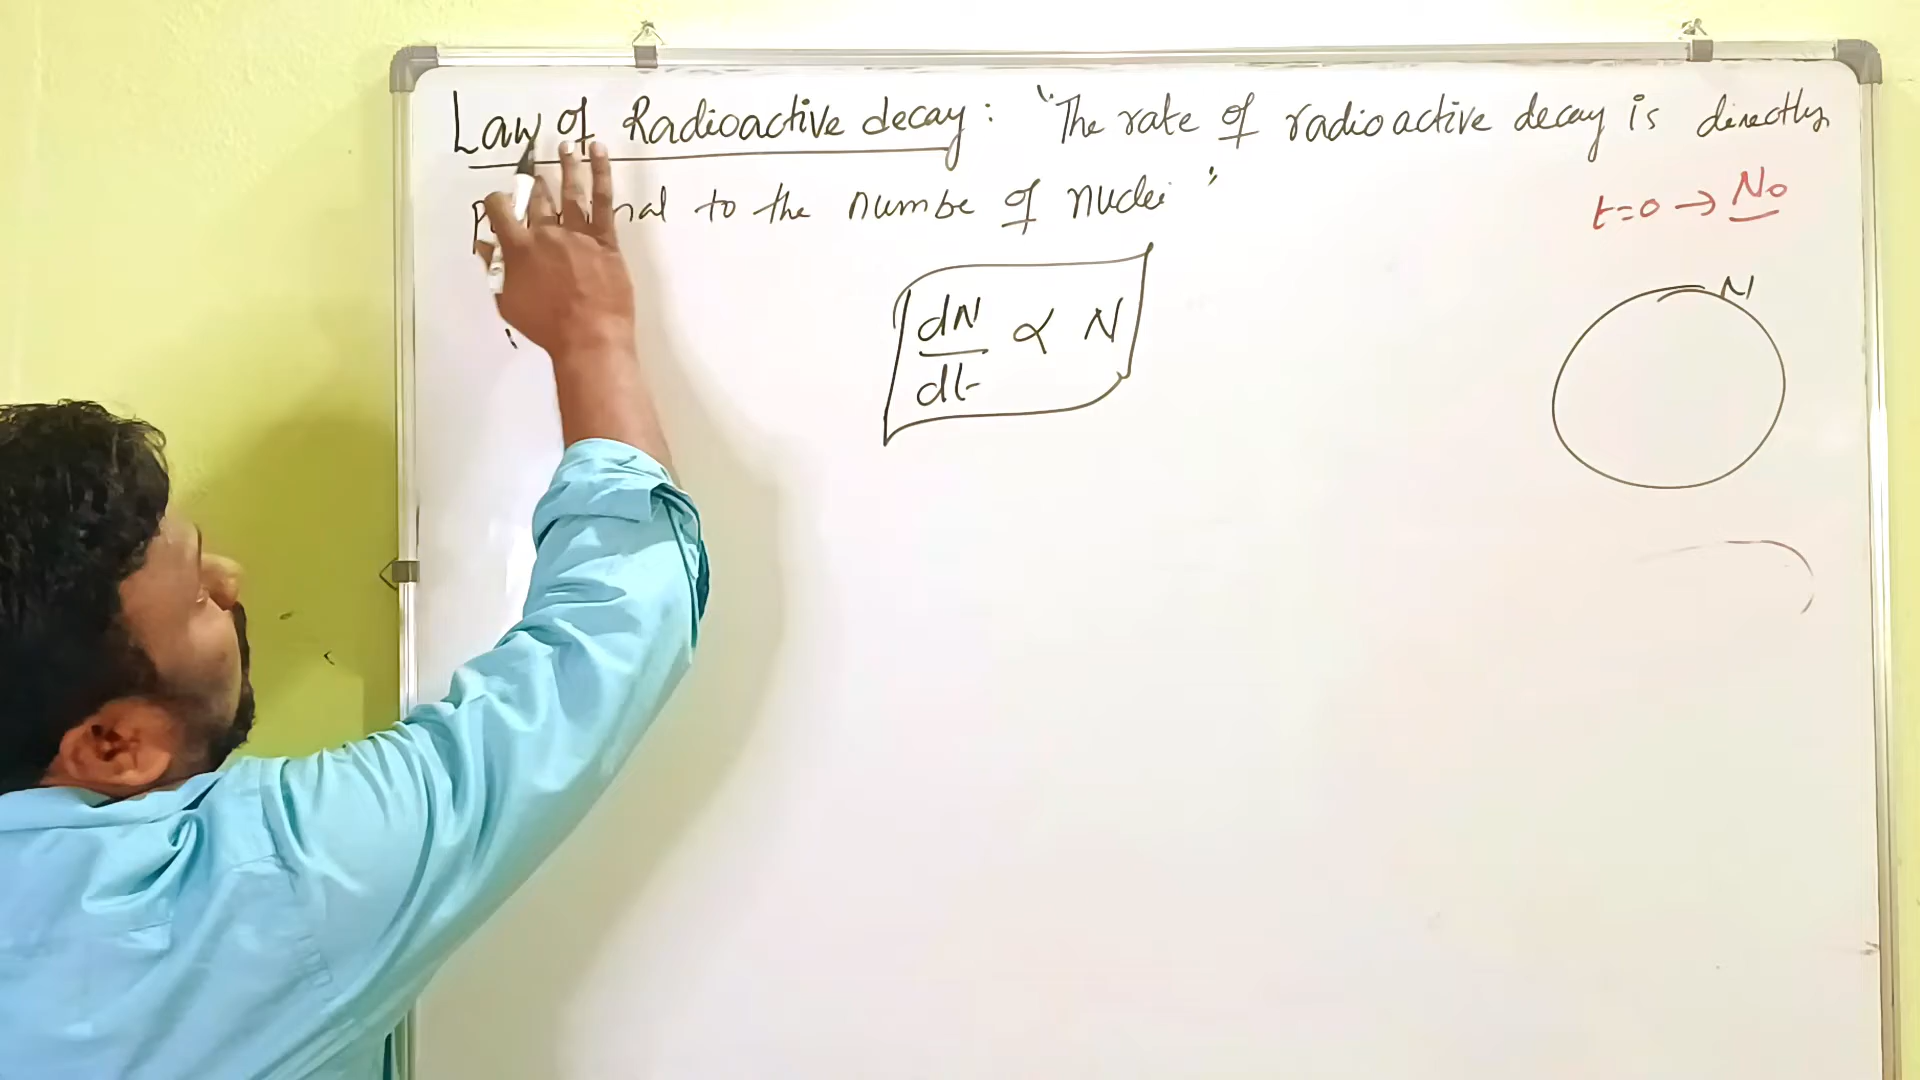 Law of Radioactive decay : "The rate of radioactive decay is directly
to the numbe of nuclei"
t=0 → No
N
dN/dt ∝ N